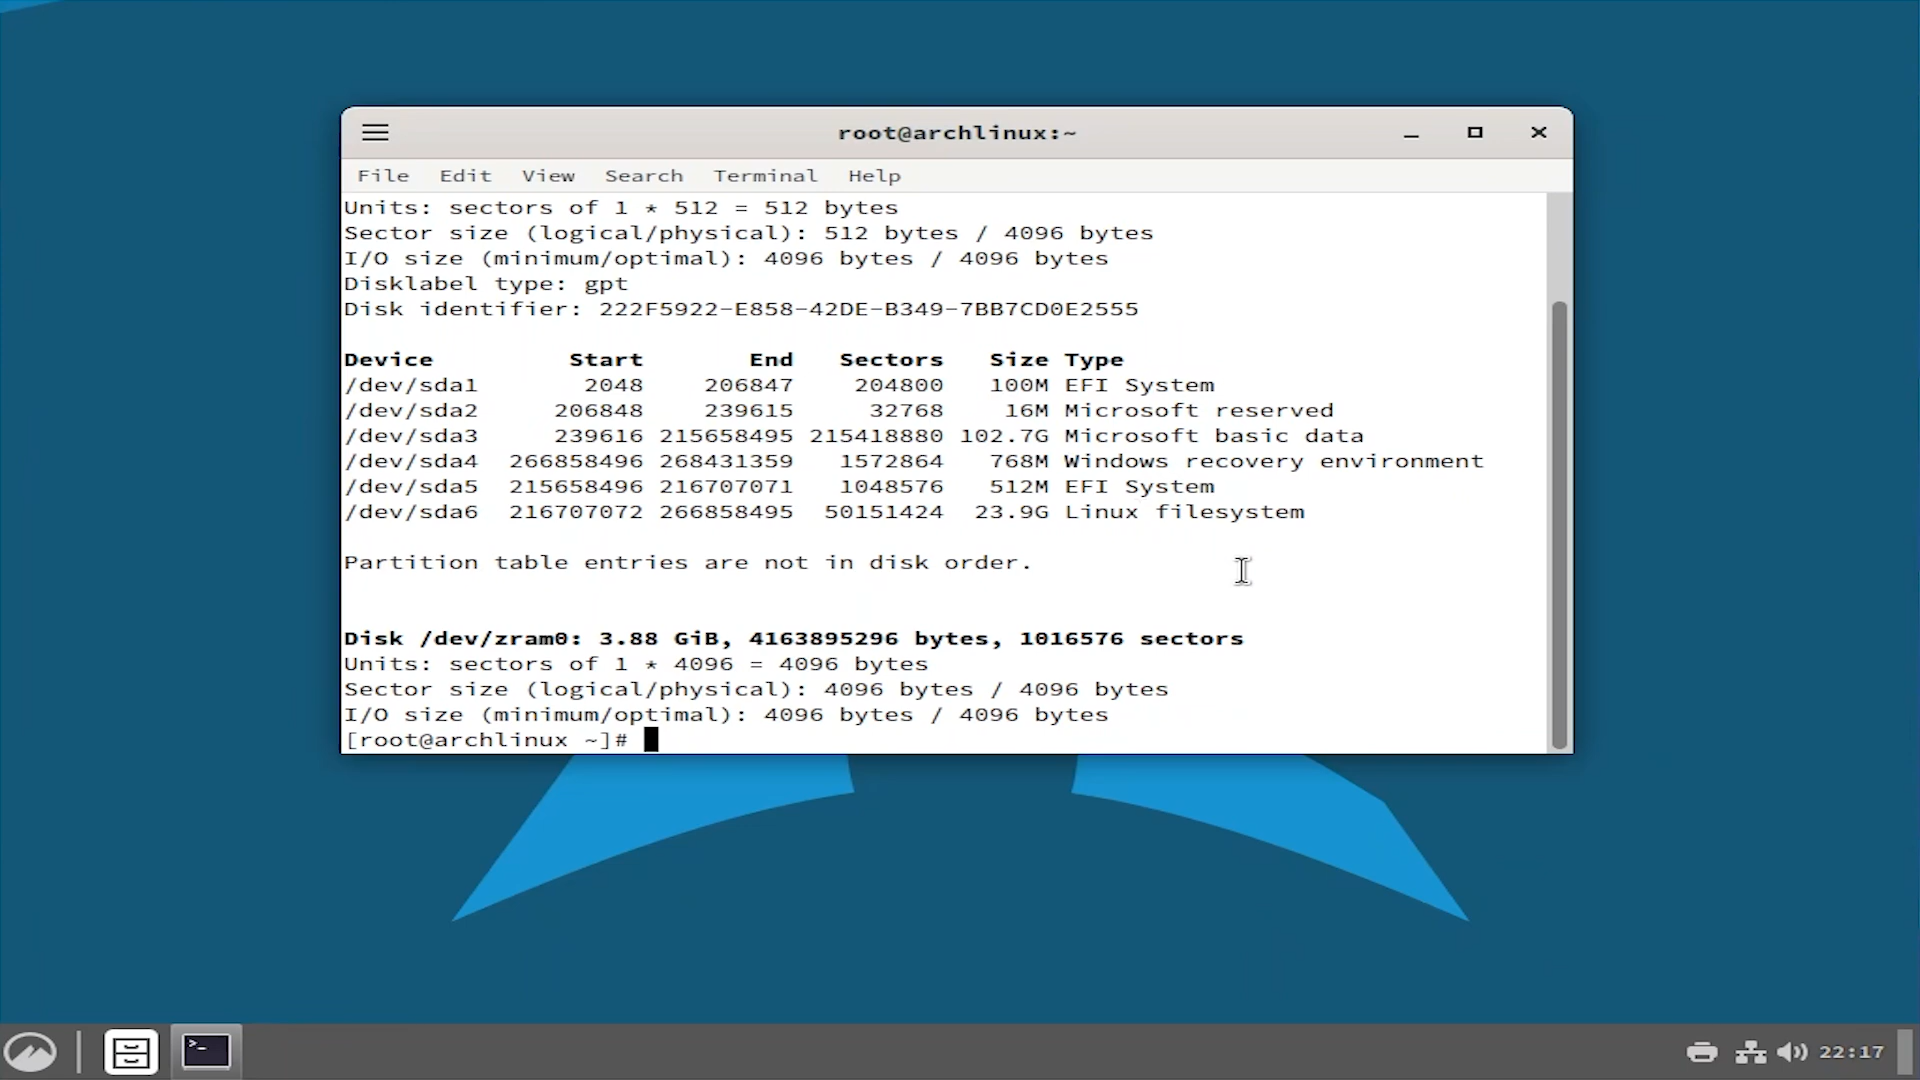 root@archlinux:~
File Edit View Search Terminal Help
Units: sectors of 1 * 512 = 512 bytes
Sector size (logical/physical): 512 bytes / 4096 bytes
I/O size (minimum/optimal): 4096 bytes / 4096 bytes
Disklabel type: gpt
Disk identifier: 222F5922-E858-42DE-B349-7BB7CD0E2555
Device Start End Sectors Size Type
/dev/sda1 2048 206847 204800 100M EFI System
/dev/sda2 206848 239615 32768 16M Microsoft reserved
/dev/sda3 239616 215658495 215418880 102.7G Microsoft basic data
/dev/sda4 266858496 268431359 1572864 768M Windows recovery environment
/dev/sda5 215658496 216707071 1048576 512M EFI System
/dev/sda6 216707072 266858495 50151424 23.9G Linux filesystem
Partition table entries are not in disk order.
Disk /dev/zram0: 3.88 GiB, 4163895296 bytes, 1016576 sectors
Units: sectors of 1 * 4096 = 4096 bytes
Sector size (logical/physical): 4096 bytes / 4096 bytes
I/O size (minimum/optimal): 4096 bytes / 4096 bytes
[root@archlinux ~]#
22:17